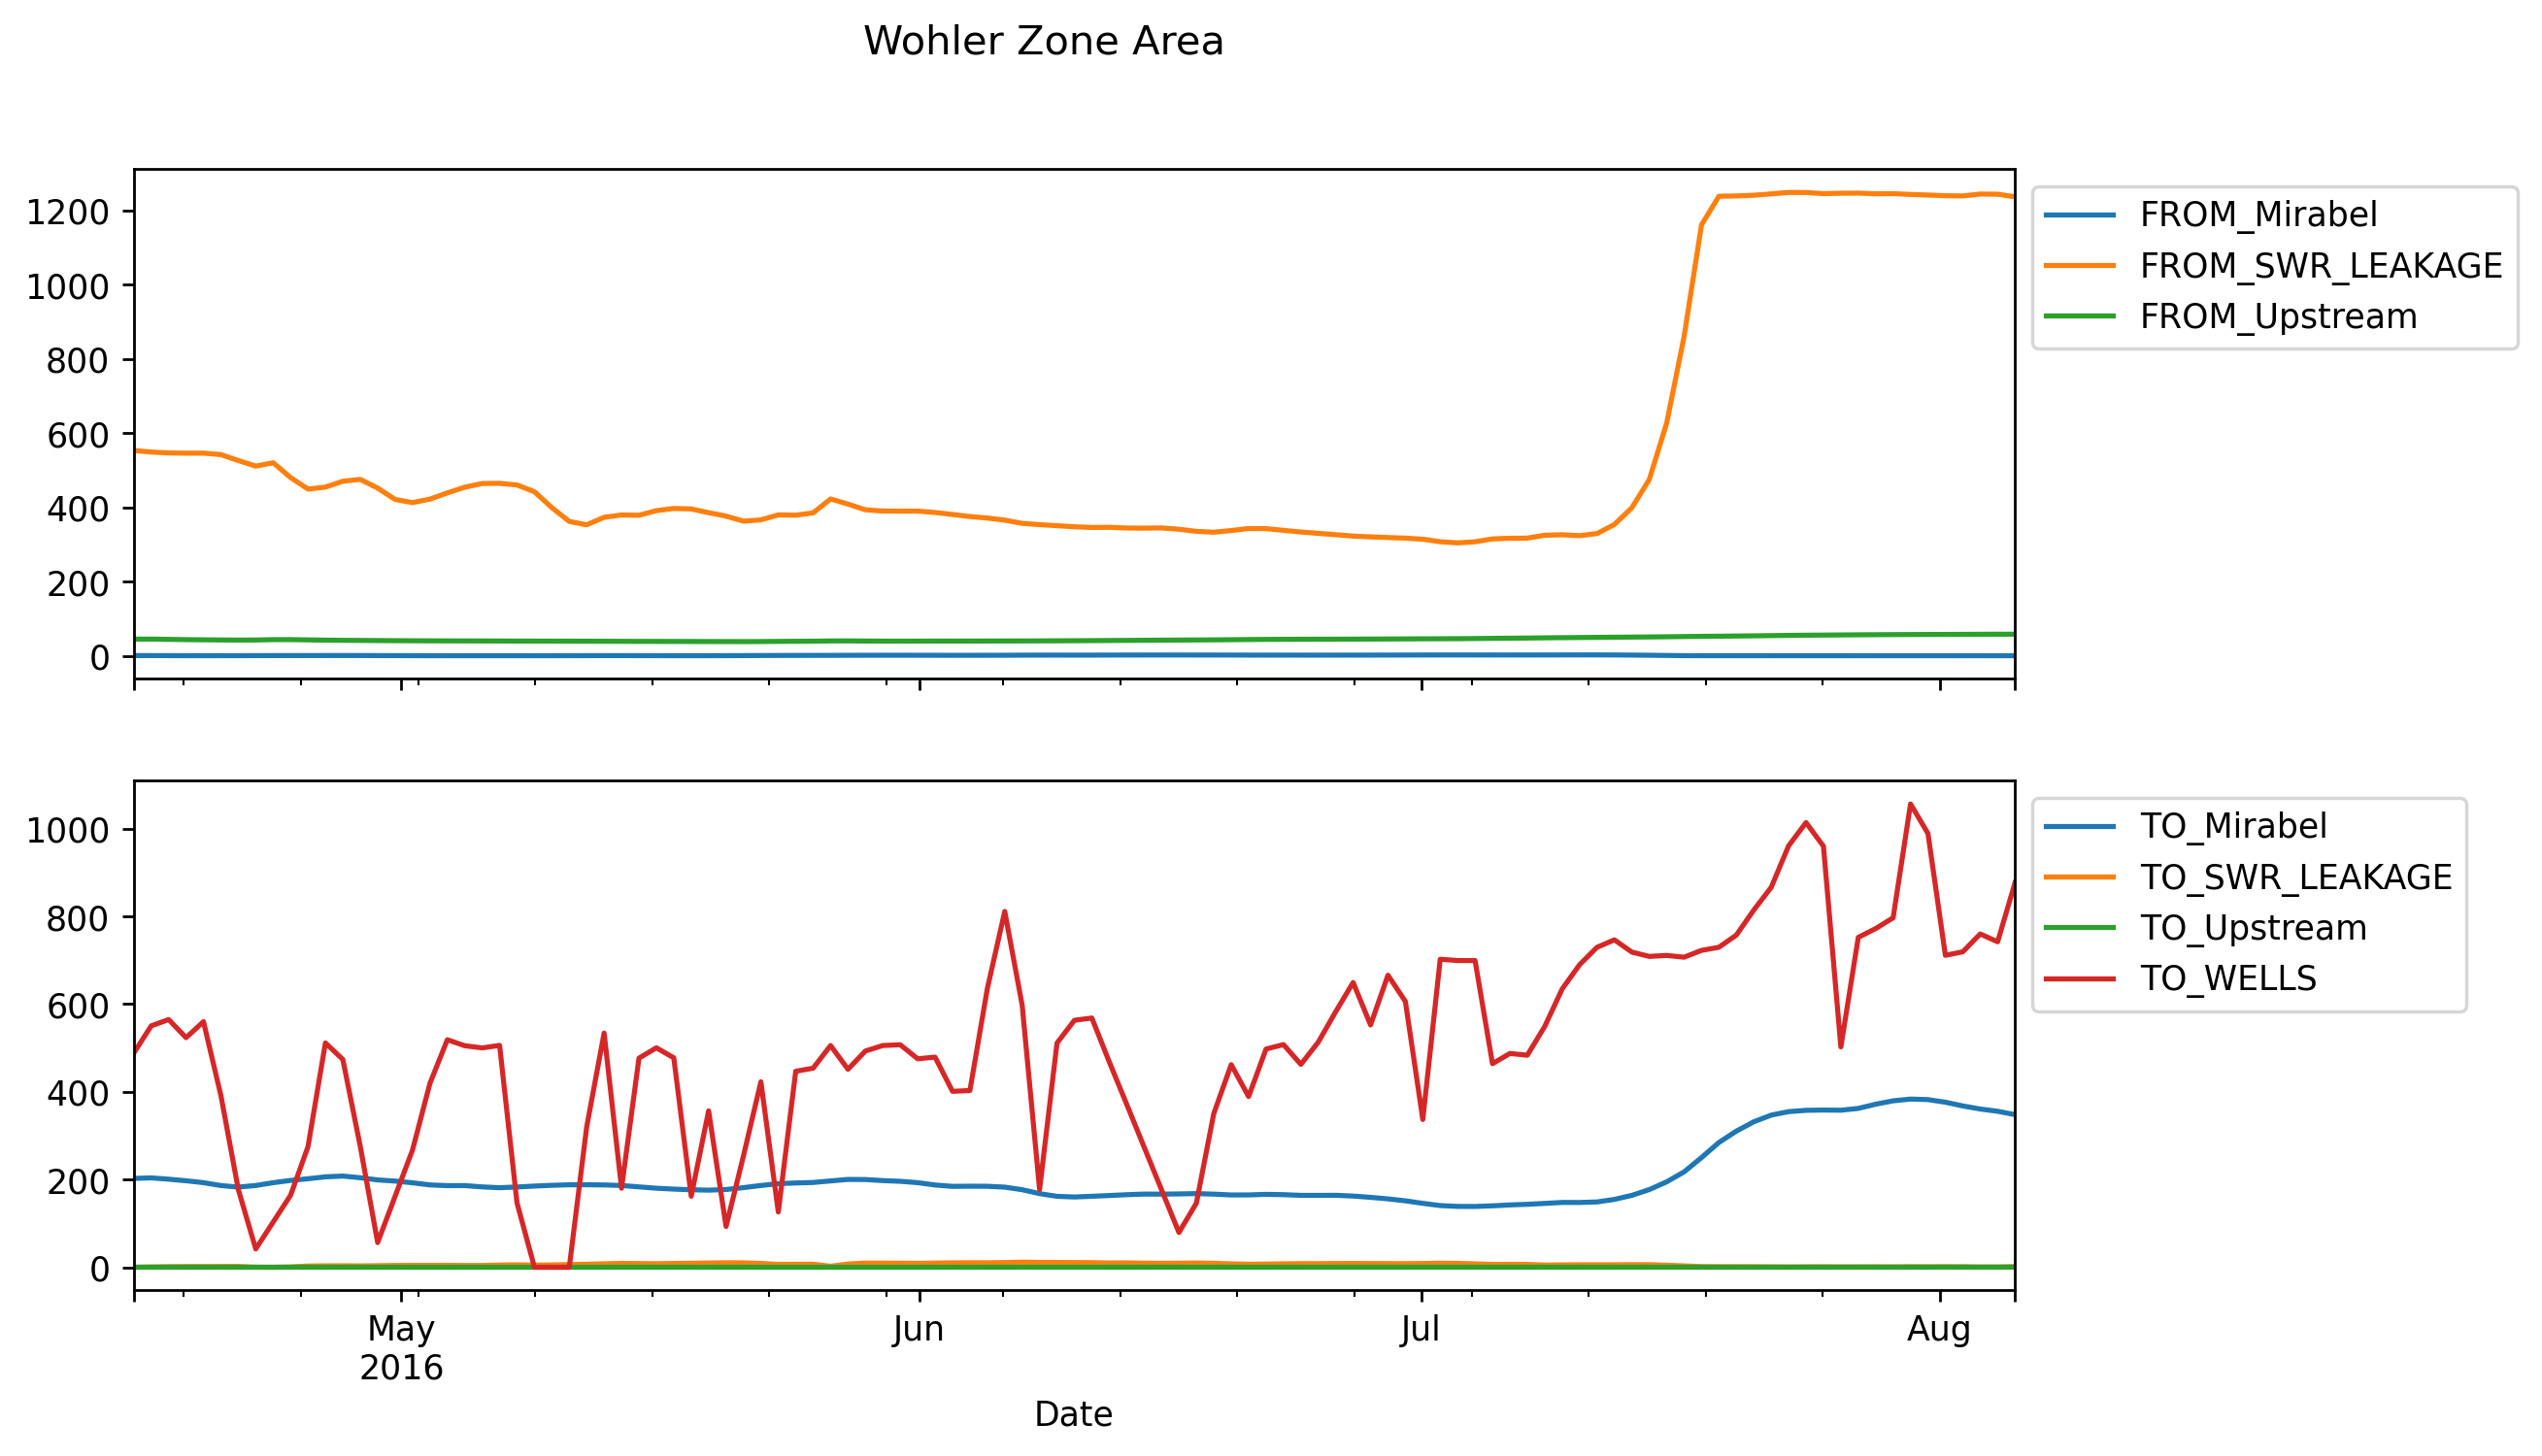 Wohler Zone Area
1200
1000
800
600
400
200
0
FROM_Mirabel
FROM_SWR_LEAKAGE
FROM_Upstream
1000
800
600
400
200
0
TO_Mirabel
TO_SWR_LEAKAGE
TO_Upstream
TO_WELLS
May Jun Jul Aug
2016
Date